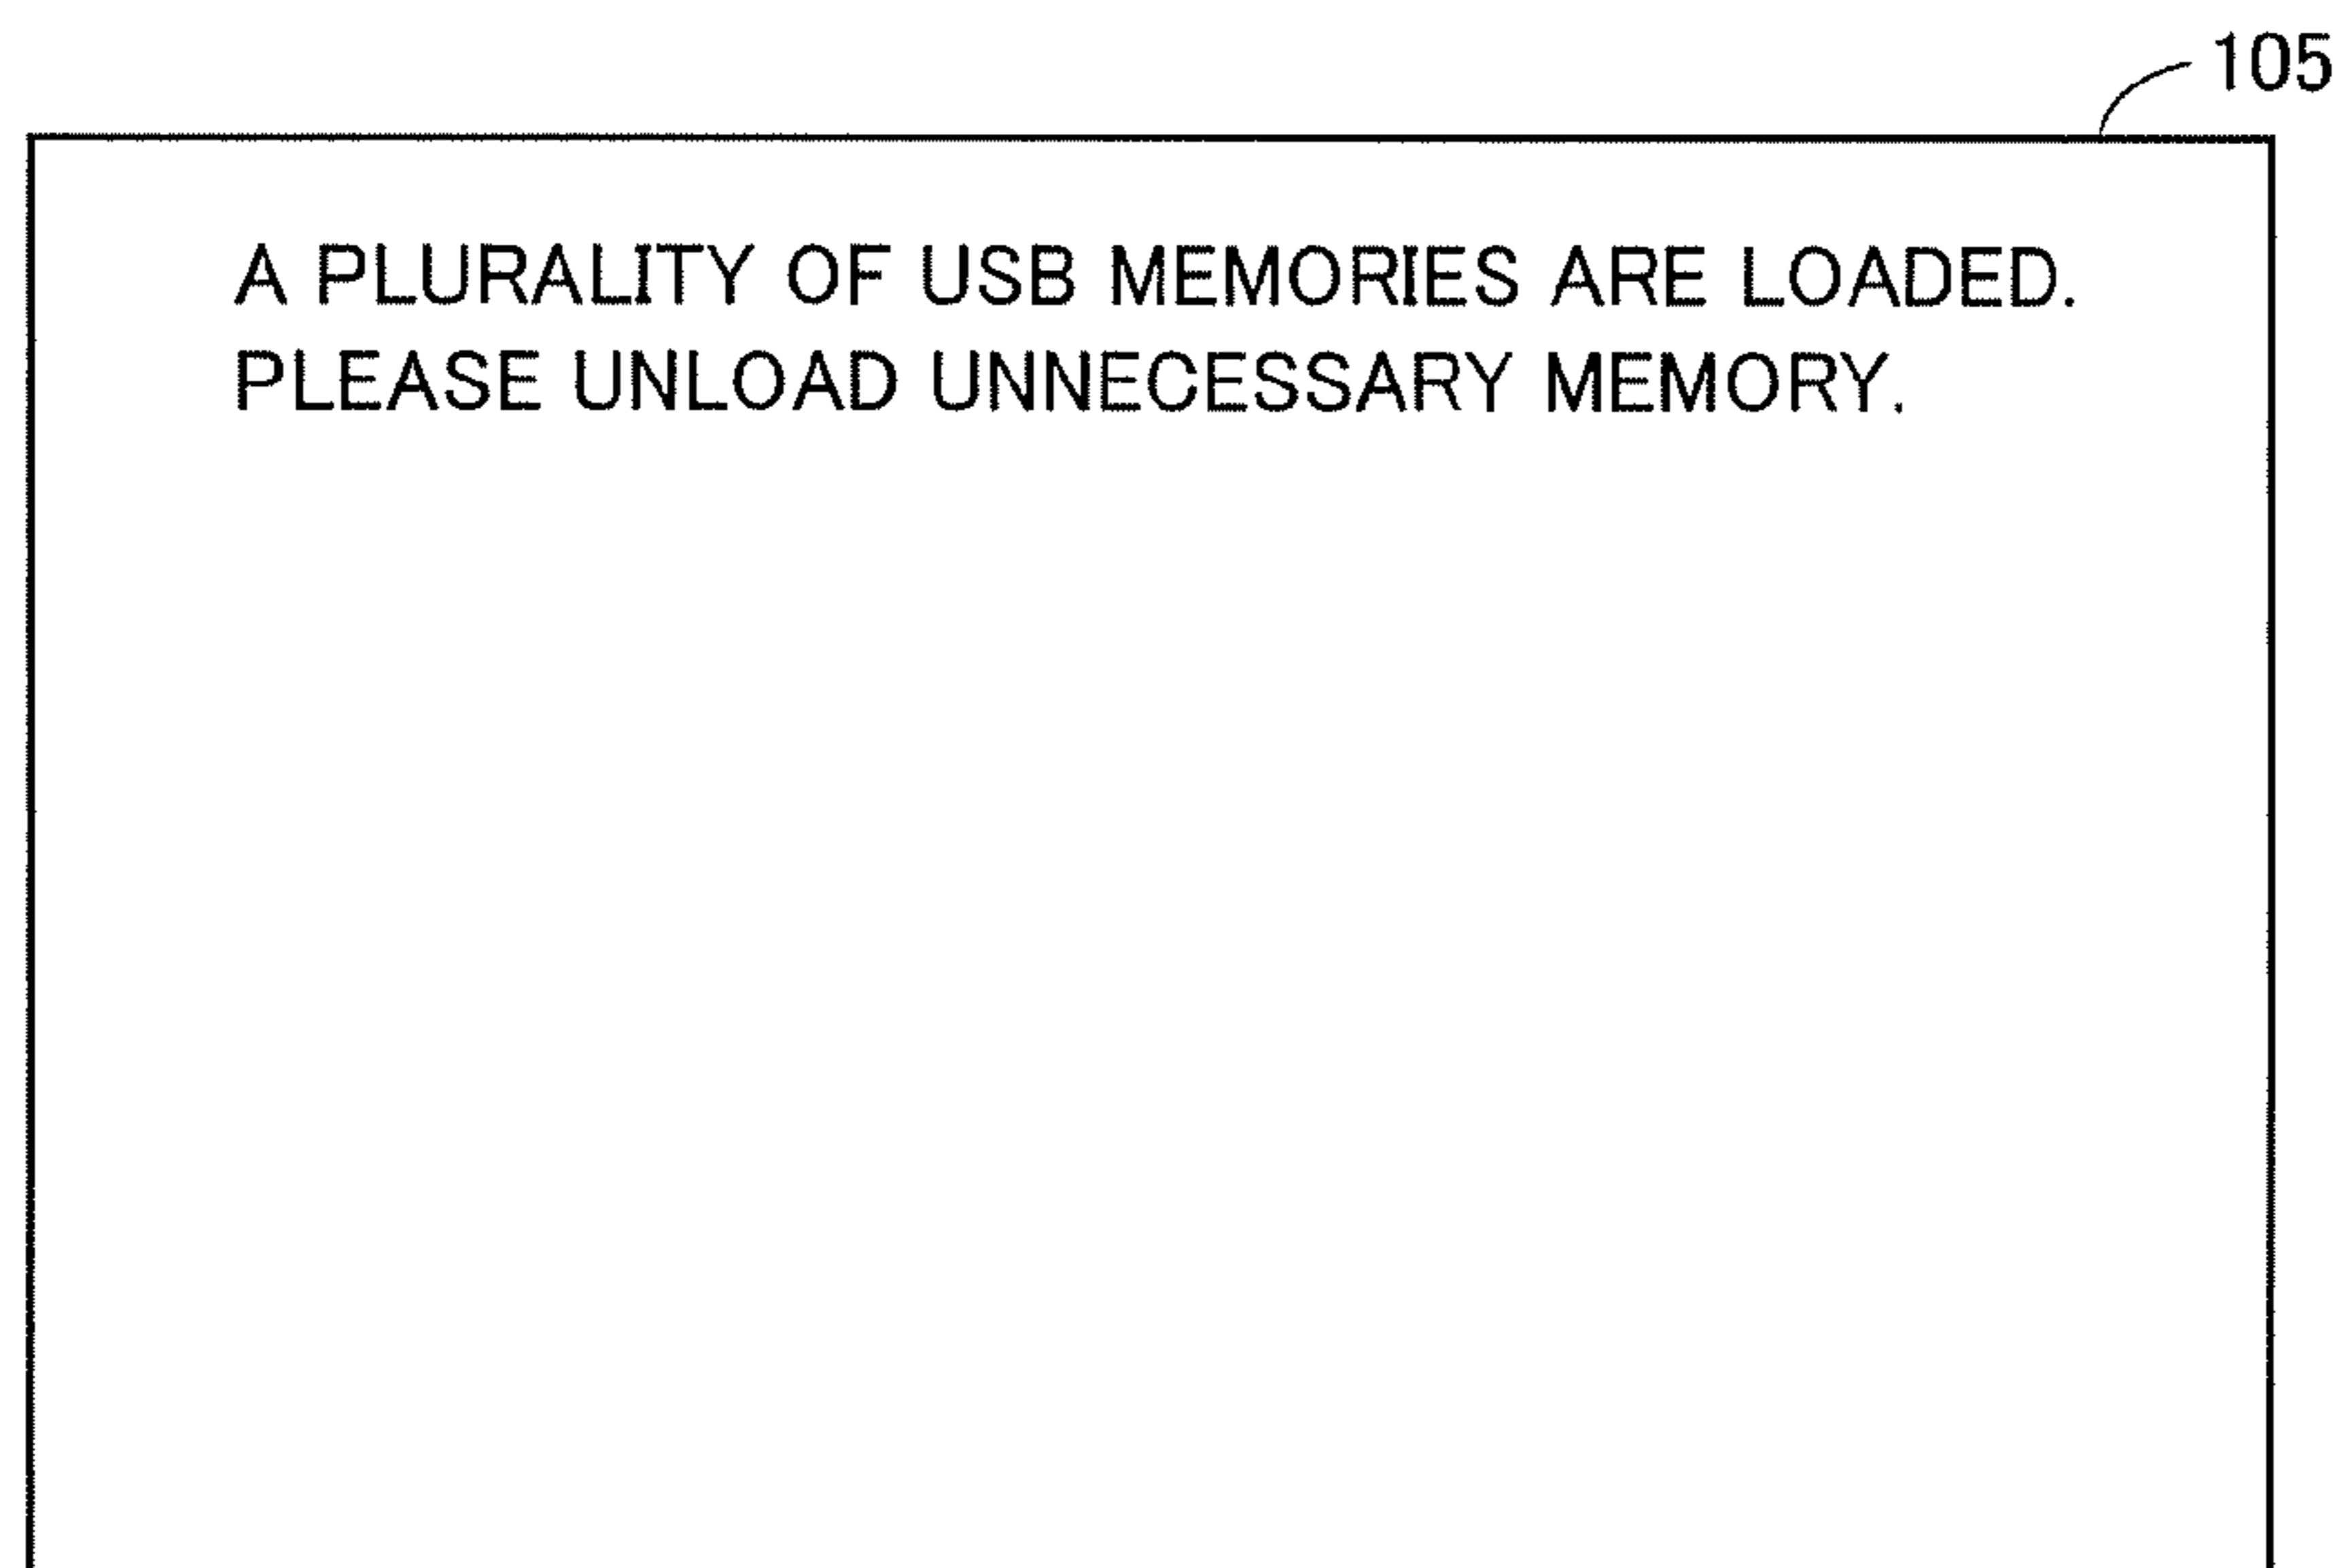 105
A PLURALITY OF USB MEMORIES ARE LOADED.
PLEASE UNLOAD UNNECESSARY MEMORY.